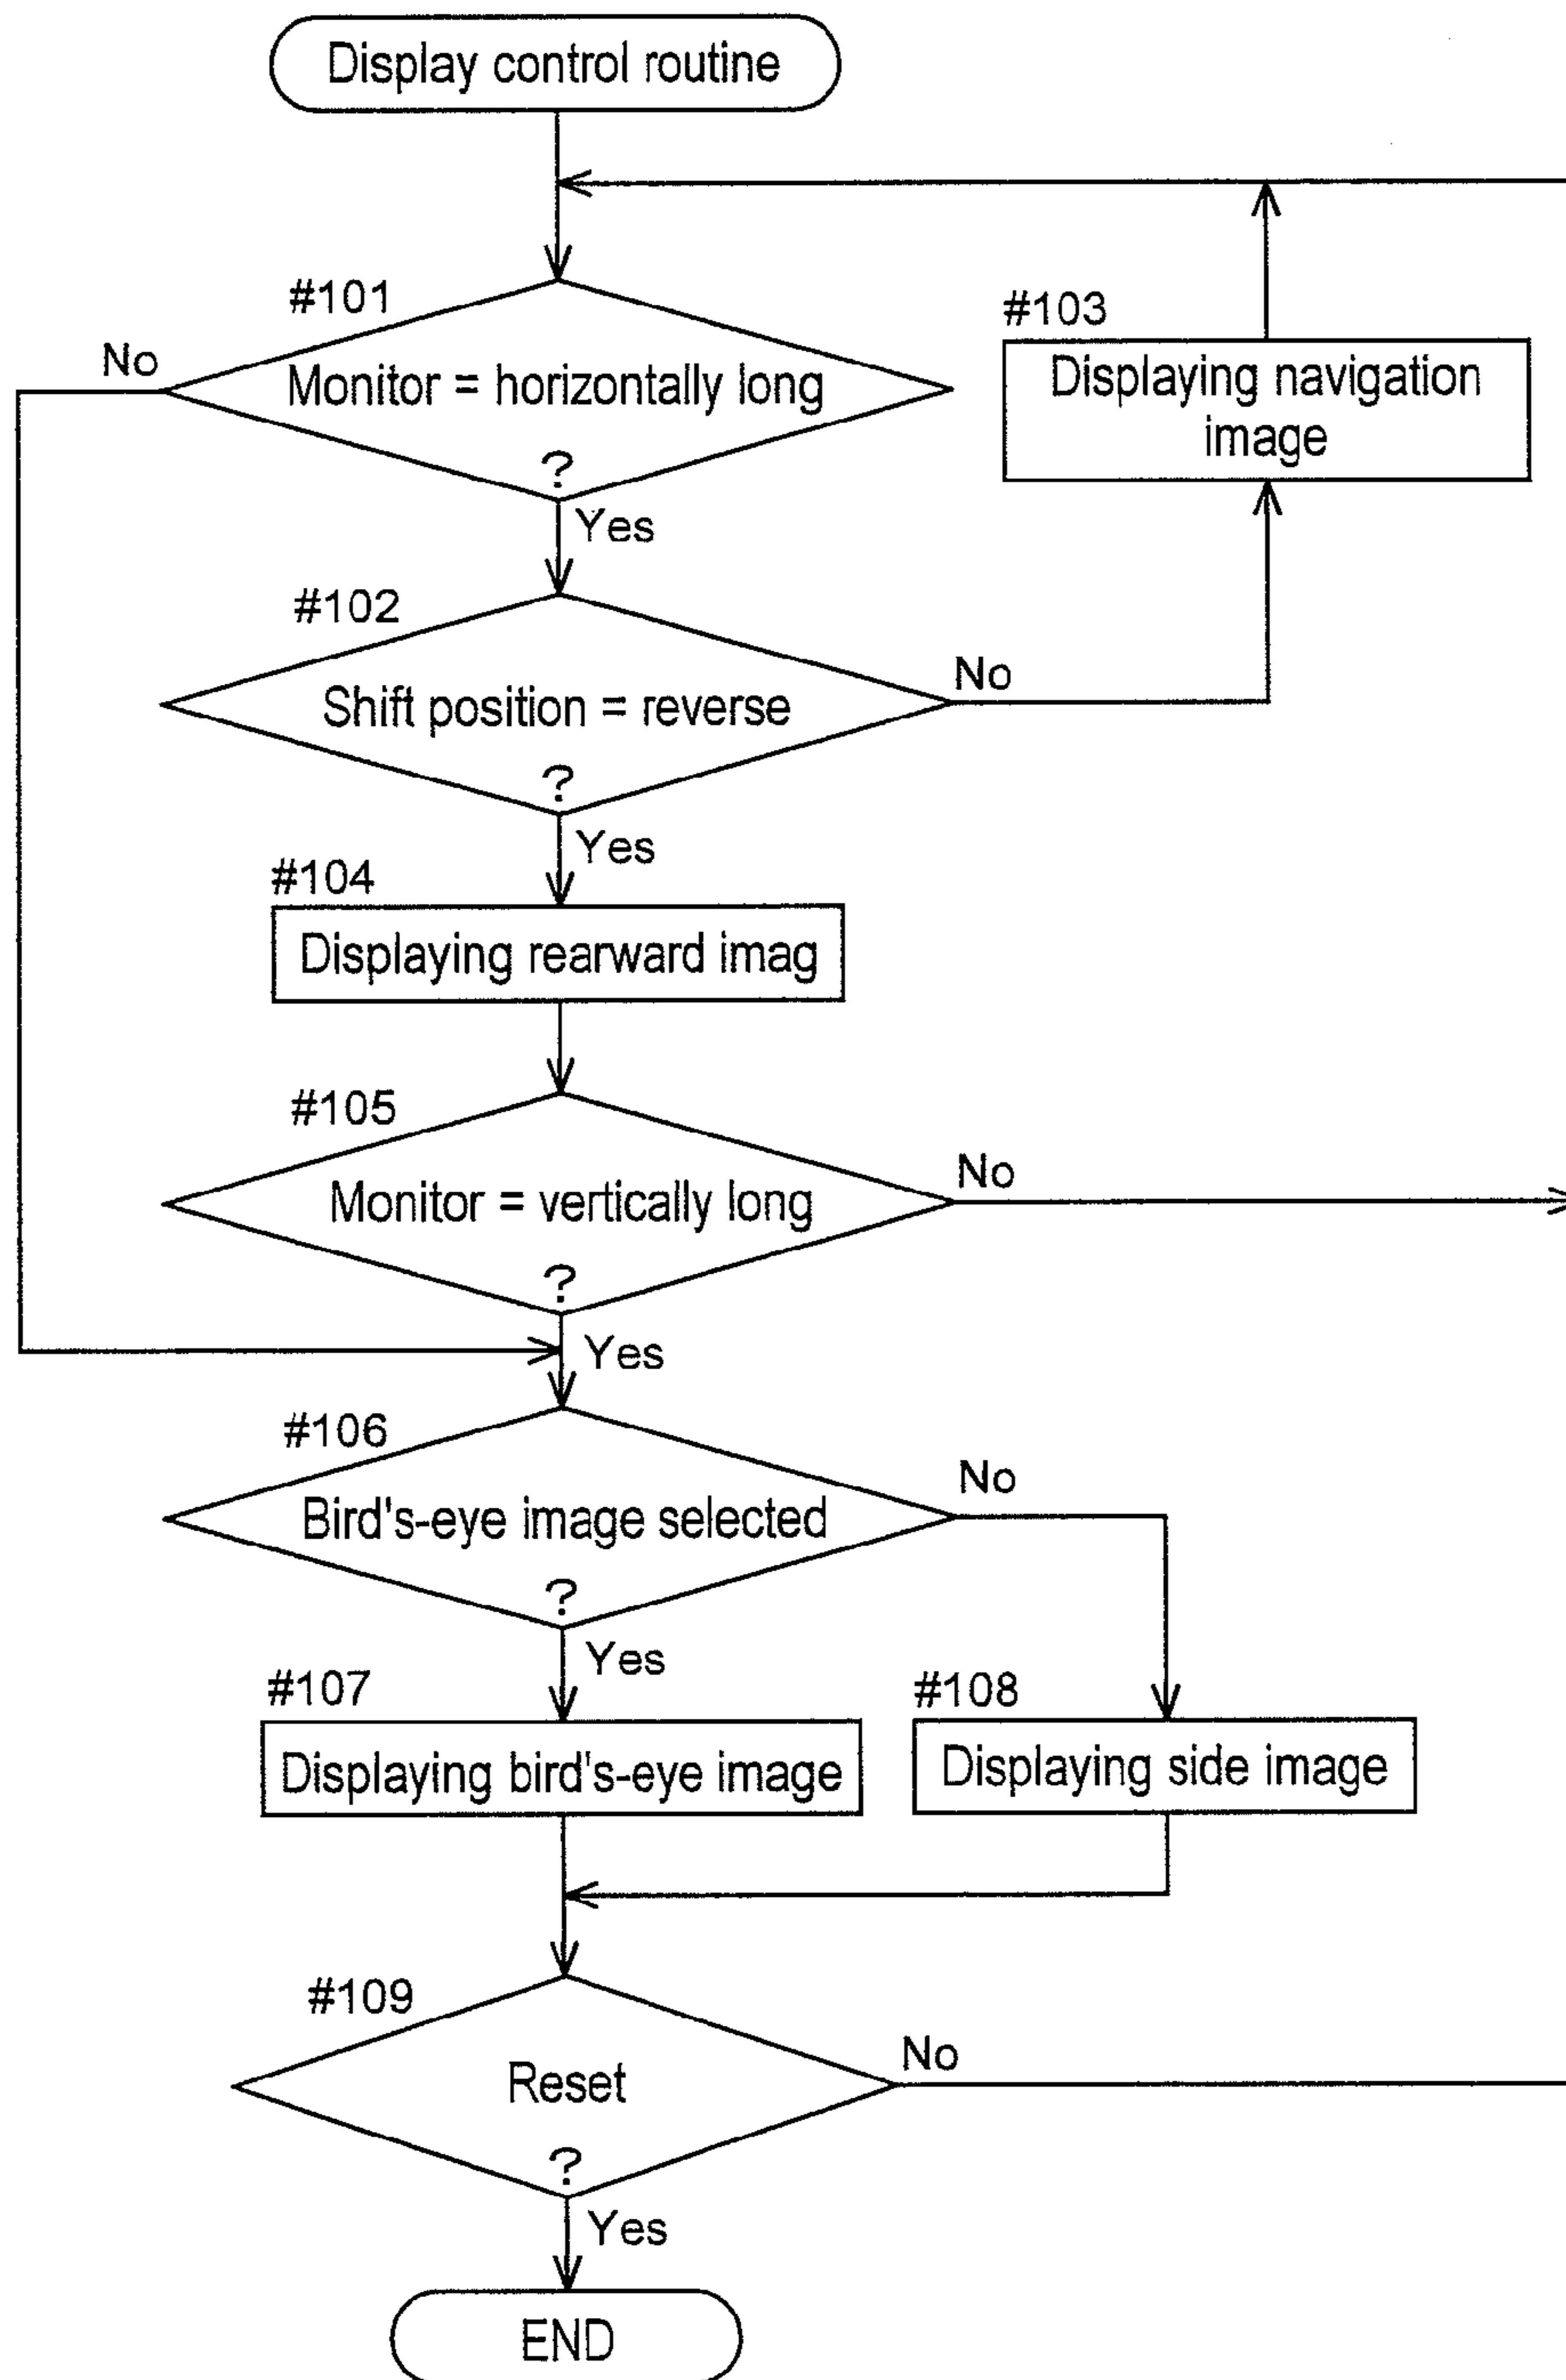 Display control routine
#101
No
Monitor = horizontally long
?
Yes
#103
Displaying navigation
image
#102
No
Shift position = reverse
?
Yes
#104
Displaying rearward imag
#105
No
Monitor = vertically long
?
Yes
#106
No
Bird's-eye image selected
?
Yes
#107
Displaying bird's-eye image
#108
Displaying side image
#109
No
Reset
?
Yes
END